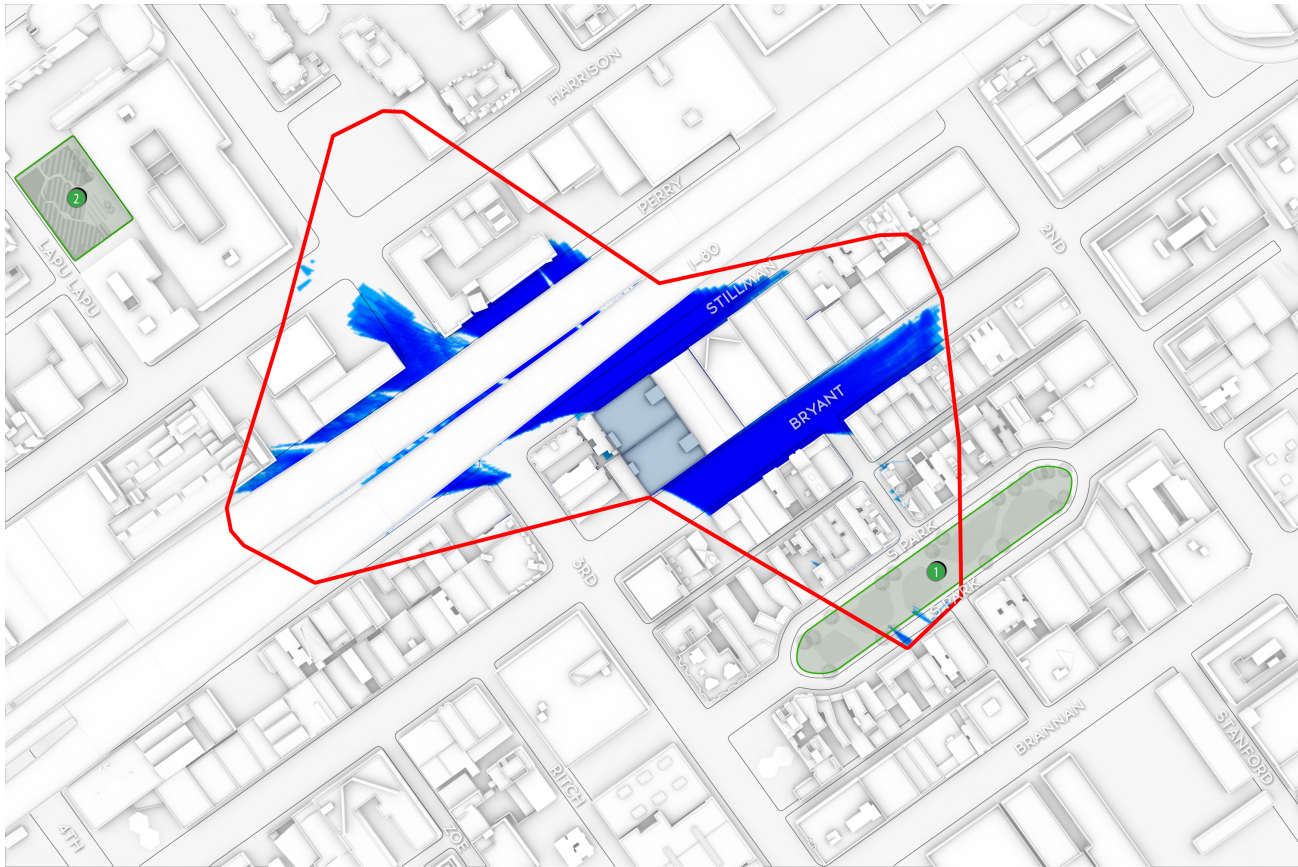 HARRISON
2
PERRY
LAPU LAPU
2ND
I-80
STILLMAN
BRYANT
S PARK
3RD
1
S PARK
BRANNAN
STANFORD
RITCH
4TH
ZOE